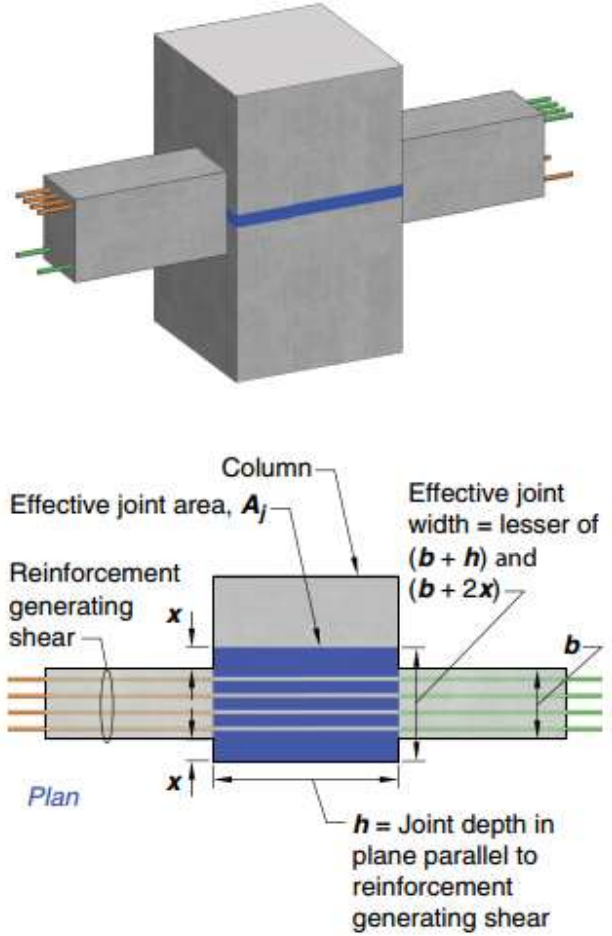 Column
Effective joint area, Aj
Effective joint
width = lesser of
(b + h) and
(b + 2x)
Reinforcement
generating
shear
x
b
x
Plan
h = Joint depth in
plane parallel to
reinforcement
generating shear